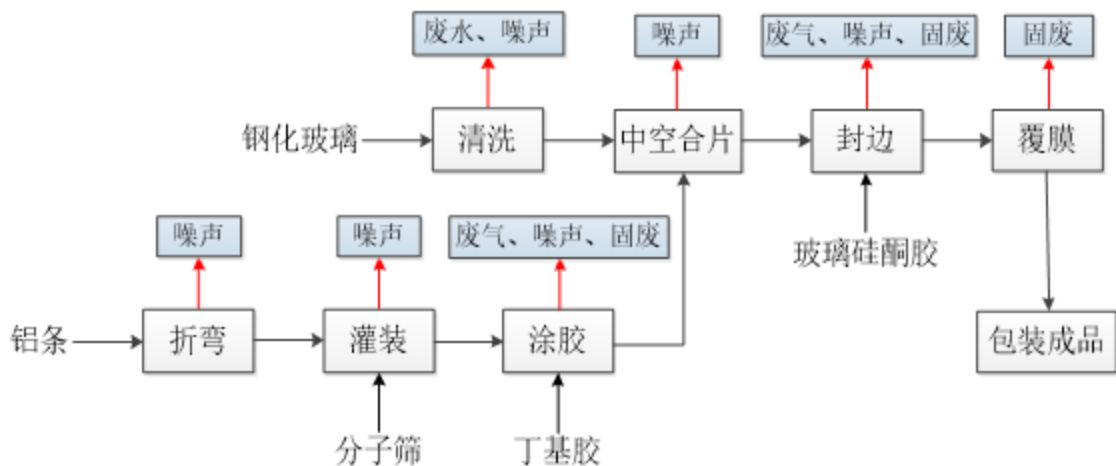 废水、噪声
噪声
废气、噪声、固废
固废
钢化玻璃
清洗
中空合片
封边
覆膜
噪声
噪声
废气、噪声、固废
玻璃硅酮胶
铝条
折弯
灌装
涂胶
包装成品
分子筛
丁基胶